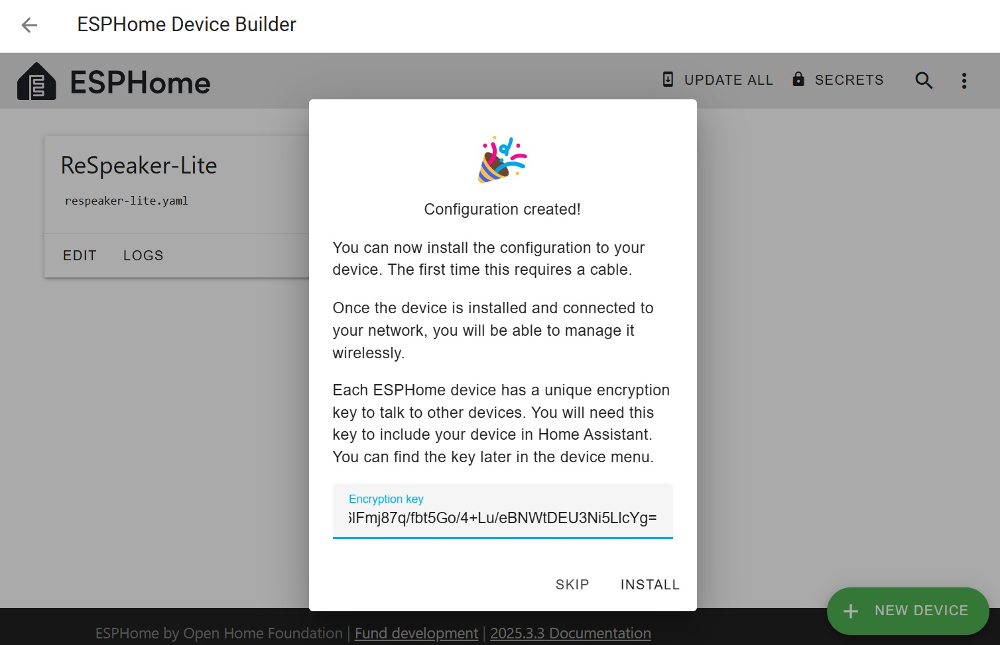 ESPHome Device Builder
ESPHome
UPDATE ALL
SECRETS
ReSpeaker-Lite
respeaker-lite.yaml
EDIT
LOGS
Configuration created!
You can now install the configuration to your
device. The first time this requires a cable.
Once the device is installed and connected to
your network, you will be able to manage it
wirelessly.
Each ESPHome device has a unique encryption
key to talk to other devices. You will need this
key to include your device in Home Assistant.
You can find the key later in the device menu.
Encryption key
lFmj87q/fbt5Go/4+Lu/eBNWtDEU3Ni5LlcYg=
SKIP
INSTALL
NEW DEVICE
ESPHome by Open Home Foundation | Fund development | 2025.3.3 Documentation